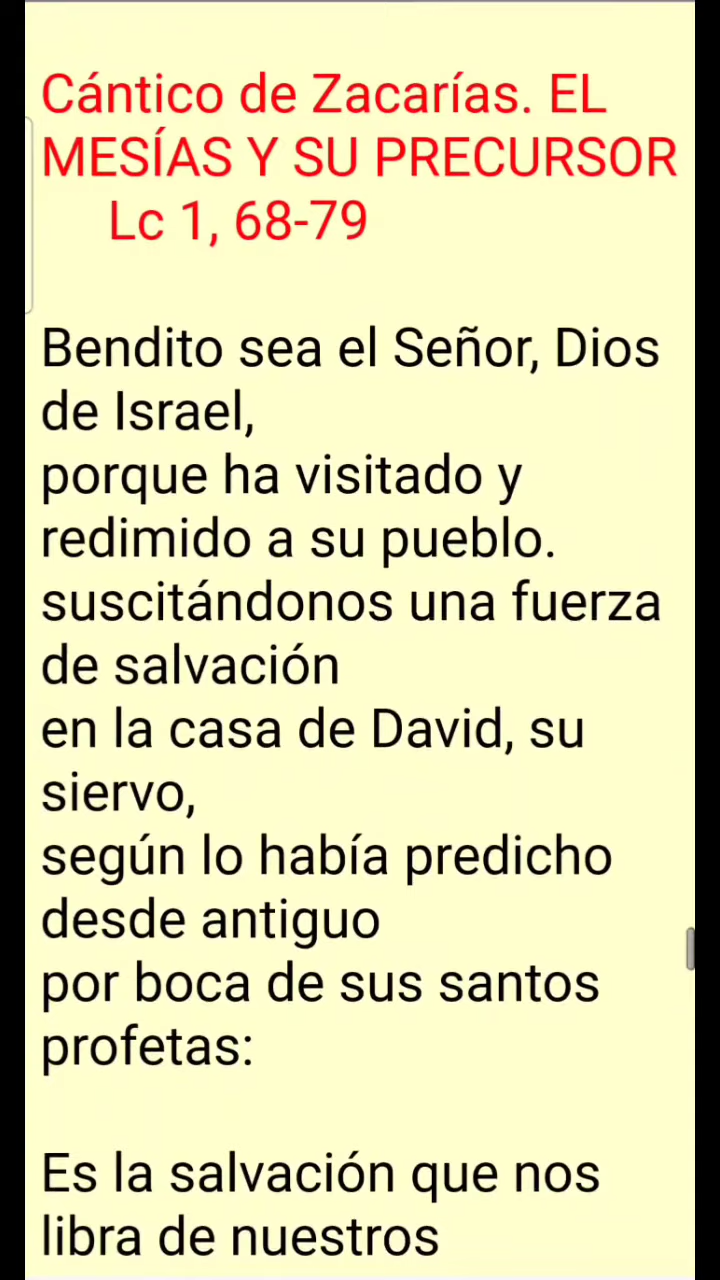 Cántico de Zacarías. EL
MESÍAS Y SU PRECURSOR
Lc 1, 68-79
Bendito sea el Señor, Dios
de Israel,
porque ha visitado y
redimido a su pueblo.
suscitándonos una fuerza
de salvación
en la casa de David, su
siervo,
según lo había predicho
desde antiguo
por boca de sus santos
profetas:
Es la salvación que nos
libra de nuestros